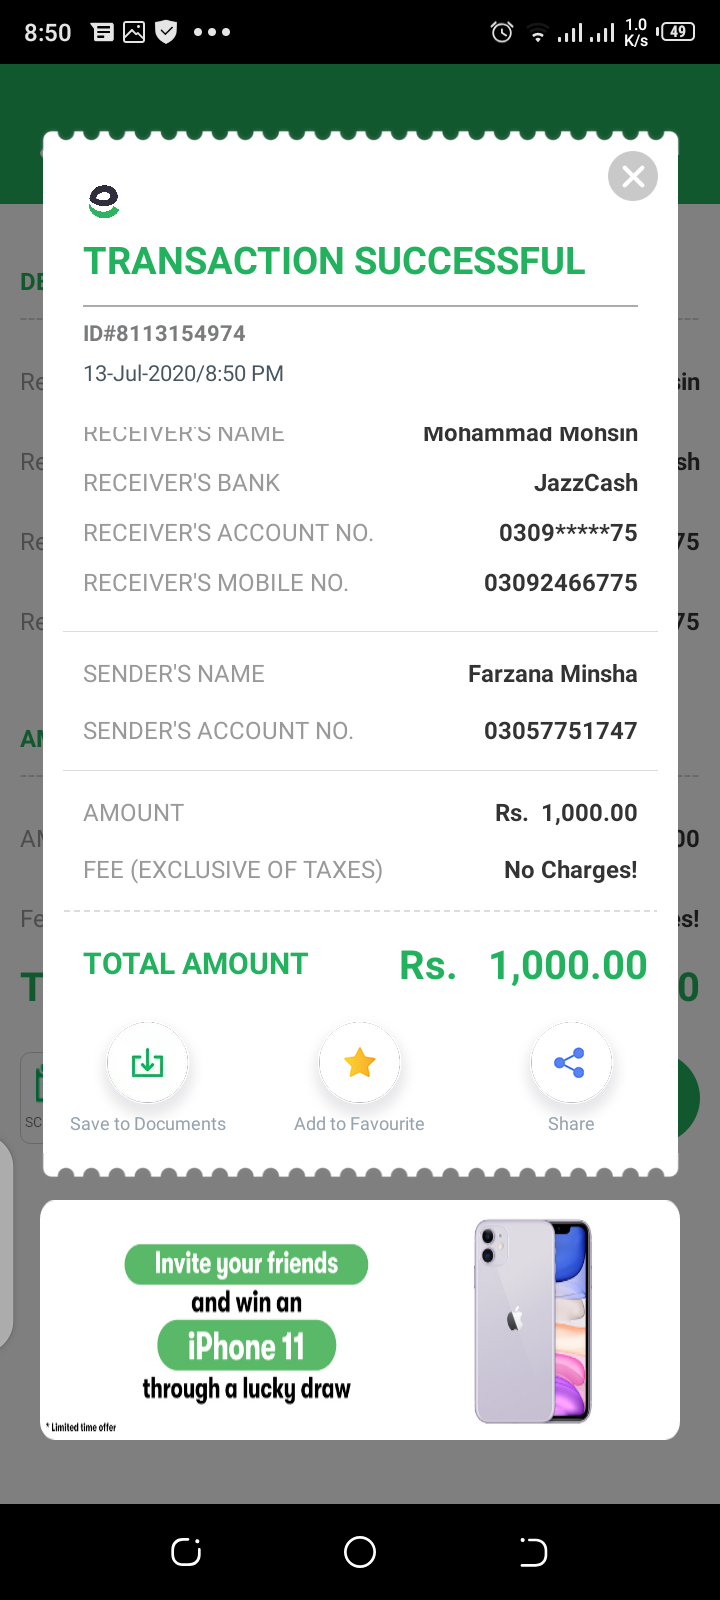 8:50
1.0
K/s
49
TRANSACTION SUCCESSFUL
ID#8113154974
13-Jul-2020/8:50 PM
RECEIVER'S NAME Mohammad Mohsin
RECEIVER'S BANK JazzCash
RECEIVER'S ACCOUNT NO. 0309*****75
RECEIVER'S MOBILE NO. 03092466775
SENDER'S NAME Farzana Minsha
SENDER'S ACCOUNT NO. 03057751747
AMOUNT Rs. 1,000.00
FEE (EXCLUSIVE OF TAXES) No Charges!
TOTAL AMOUNT Rs. 1,000.00
Save to Documents Add to Favourite Share
Invite your friends
and win an
iPhone 11
through a lucky draw
* Limited time offer